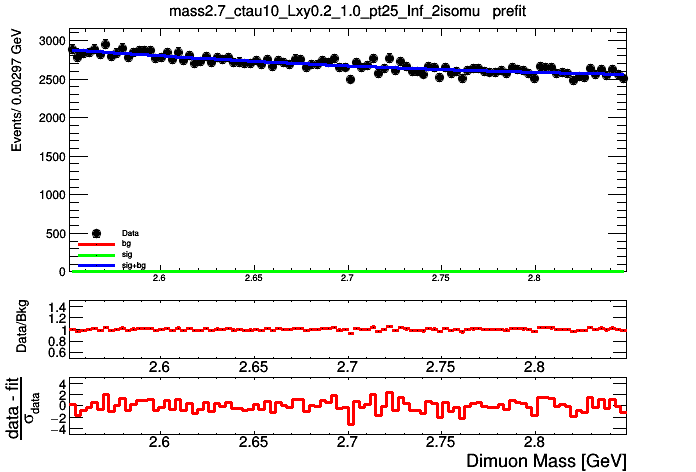 mass2.7_ctau10_Lxy0.2_1.0_pt25_Inf_2isomu prefit
Events/ 0.00297 GeV
3000
2500
2000
1500
1000
500
0
Data
bg
sig
sig+bg
2.6 2.65 2.7 2.75 2.8
Data/Bkg
1.4
1.2
1
0.8
0.6
2.6 2.65 2.7 2.75 2.8
data - fit
σdata
4
2
0
−2
−4
2.6 2.65 2.7 2.75 2.8
Dimuon Mass [GeV]